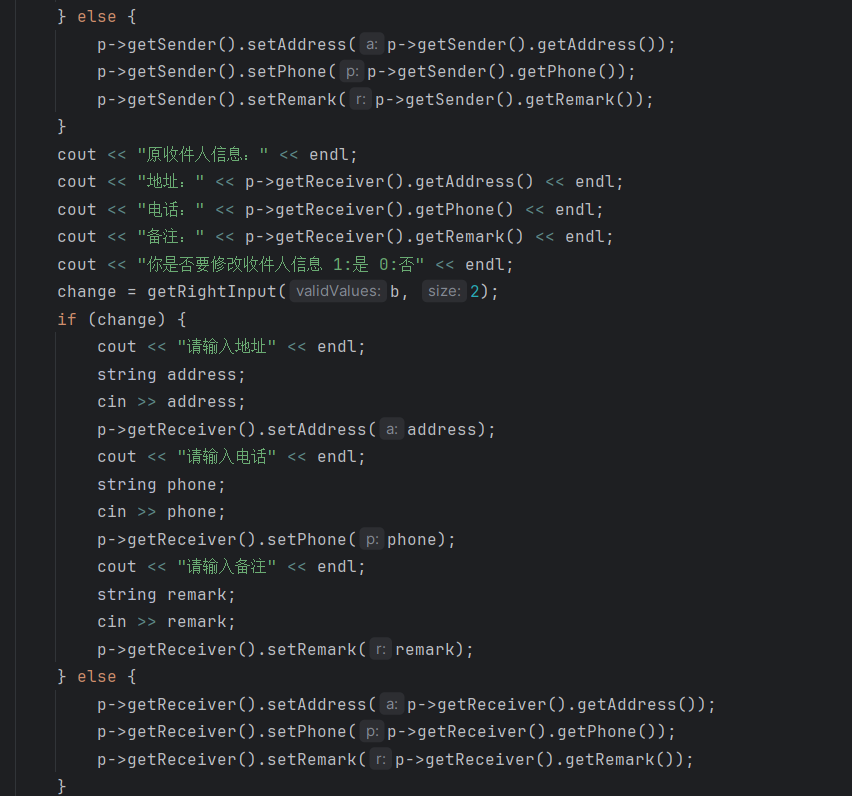 } else {
    p->getSender().setAddress( a: p->getSender().getAddress());
    p->getSender().setPhone( p: p->getSender().getPhone());
    p->getSender().setRemark( r: p->getSender().getRemark());
}
cout << "原收件人信息：" << endl;
cout << "地址：" << p->getReceiver().getAddress() << endl;
cout << "电话：" << p->getReceiver().getPhone() << endl;
cout << "备注：" << p->getReceiver().getRemark() << endl;
cout << "你是否要修改收件人信息 1:是 0:否" << endl;
change = getRightInput( validValues: b, size: 2);
if (change) {
    cout << "请输入地址" << endl;
    string address;
    cin >> address;
    p->getReceiver().setAddress( a: address);
    cout << "请输入电话" << endl;
    string phone;
    cin >> phone;
    p->getReceiver().setPhone( p: phone);
    cout << "请输入备注" << endl;
    string remark;
    cin >> remark;
    p->getReceiver().setRemark( r: remark);
} else {
    p->getReceiver().setAddress( a: p->getReceiver().getAddress());
    p->getReceiver().setPhone( p: p->getReceiver().getPhone());
    p->getReceiver().setRemark( r: p->getReceiver().getRemark());
}